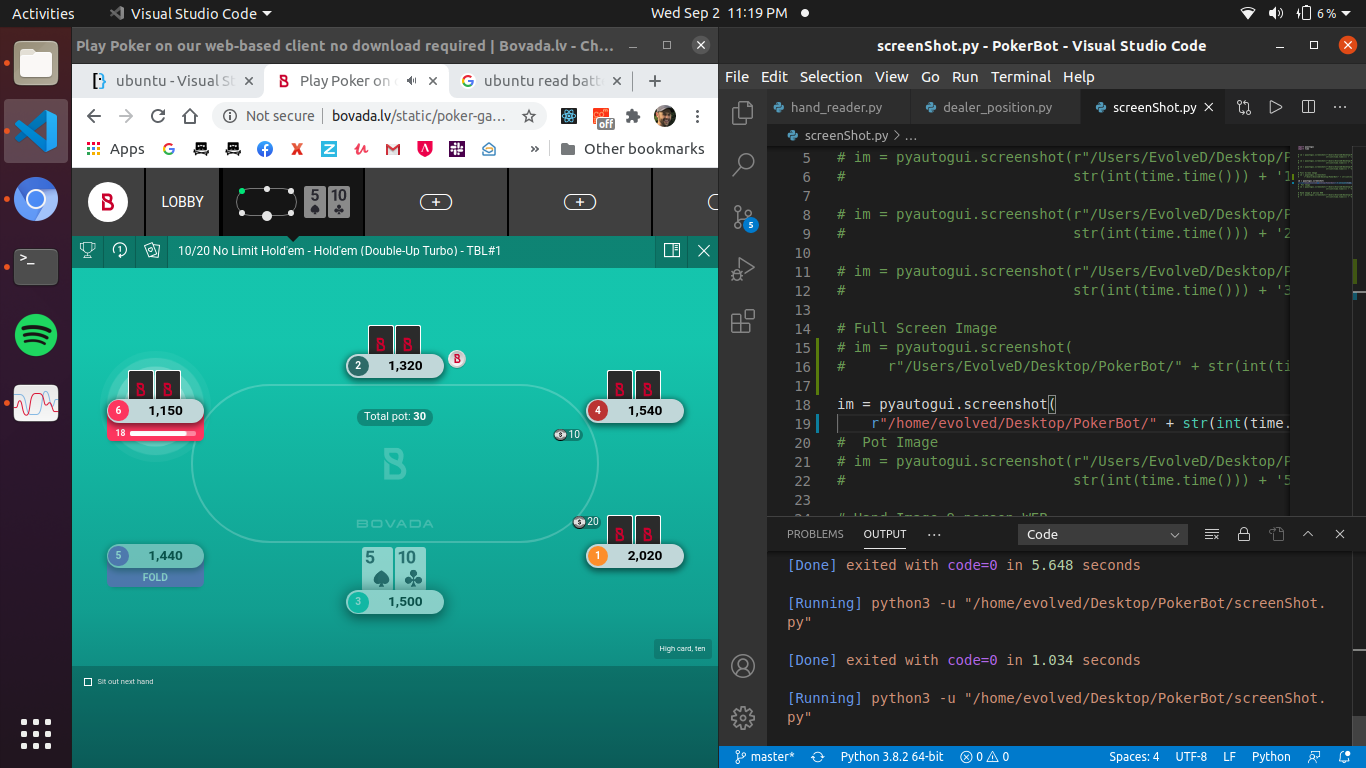 Activities
Visual Studio Code
Wed Sep 2 11:19 PM
6 %
Play Poker on our web-based client no download required | Bovada.lv - Ch...
ubuntu - Visual St
Play Poker on
ubuntu read batt
Not secure
bovada.lv/static/poker-ga...
off
Apps
»
Other bookmarks
LOBBY
5 10
10/20 No Limit Hold'em - Hold'em (Double-Up Turbo) - TBL#1
2 1,320
6 1,150
18
Total pot: 30
4 1,540
10
BOVADA
20
1 2,020
5 1,440
FOLD
5 10
3 1,500
High card, ten
Sit out next hand
screenShot.py - PokerBot - Visual Studio Code
File Edit Selection View Go Run Terminal Help
hand_reader.py
dealer_position.py
screenShot.py
screenShot.py > ...
5 # im = pyautogui.screenshot(r"/Users/EvolveD/Desktop/P
6 # str(int(time.time())) + '1
7
8 # im = pyautogui.screenshot(r"/Users/EvolveD/Desktop/P
9 # str(int(time.time())) + '2
10
11 # im = pyautogui.screenshot(r"/Users/EvolveD/Desktop/P
12 # str(int(time.time())) + '3
13
14 # Full Screen Image
15 # im = pyautogui.screenshot(
16 # r"/Users/EvolveD/Desktop/PokerBot/" + str(int(ti
17
18 im = pyautogui.screenshot(
19 r"/home/evolved/Desktop/PokerBot/" + str(int(time.
20 # Pot Image
21 # im = pyautogui.screenshot(r"/Users/EvolveD/Desktop/P
22 # str(int(time.time())) + '5
23
5
PROBLEMS
OUTPUT
...
Code
[Done] exited with code=0 in 5.648 seconds
[Running] python3 -u "/home/evolved/Desktop/PokerBot/screenShot.
py"
[Done] exited with code=0 in 1.034 seconds
[Running] python3 -u "/home/evolved/Desktop/PokerBot/screenShot.
py"
master*
Python 3.8.2 64-bit
0 0
Spaces: 4
UTF-8
LF
Python